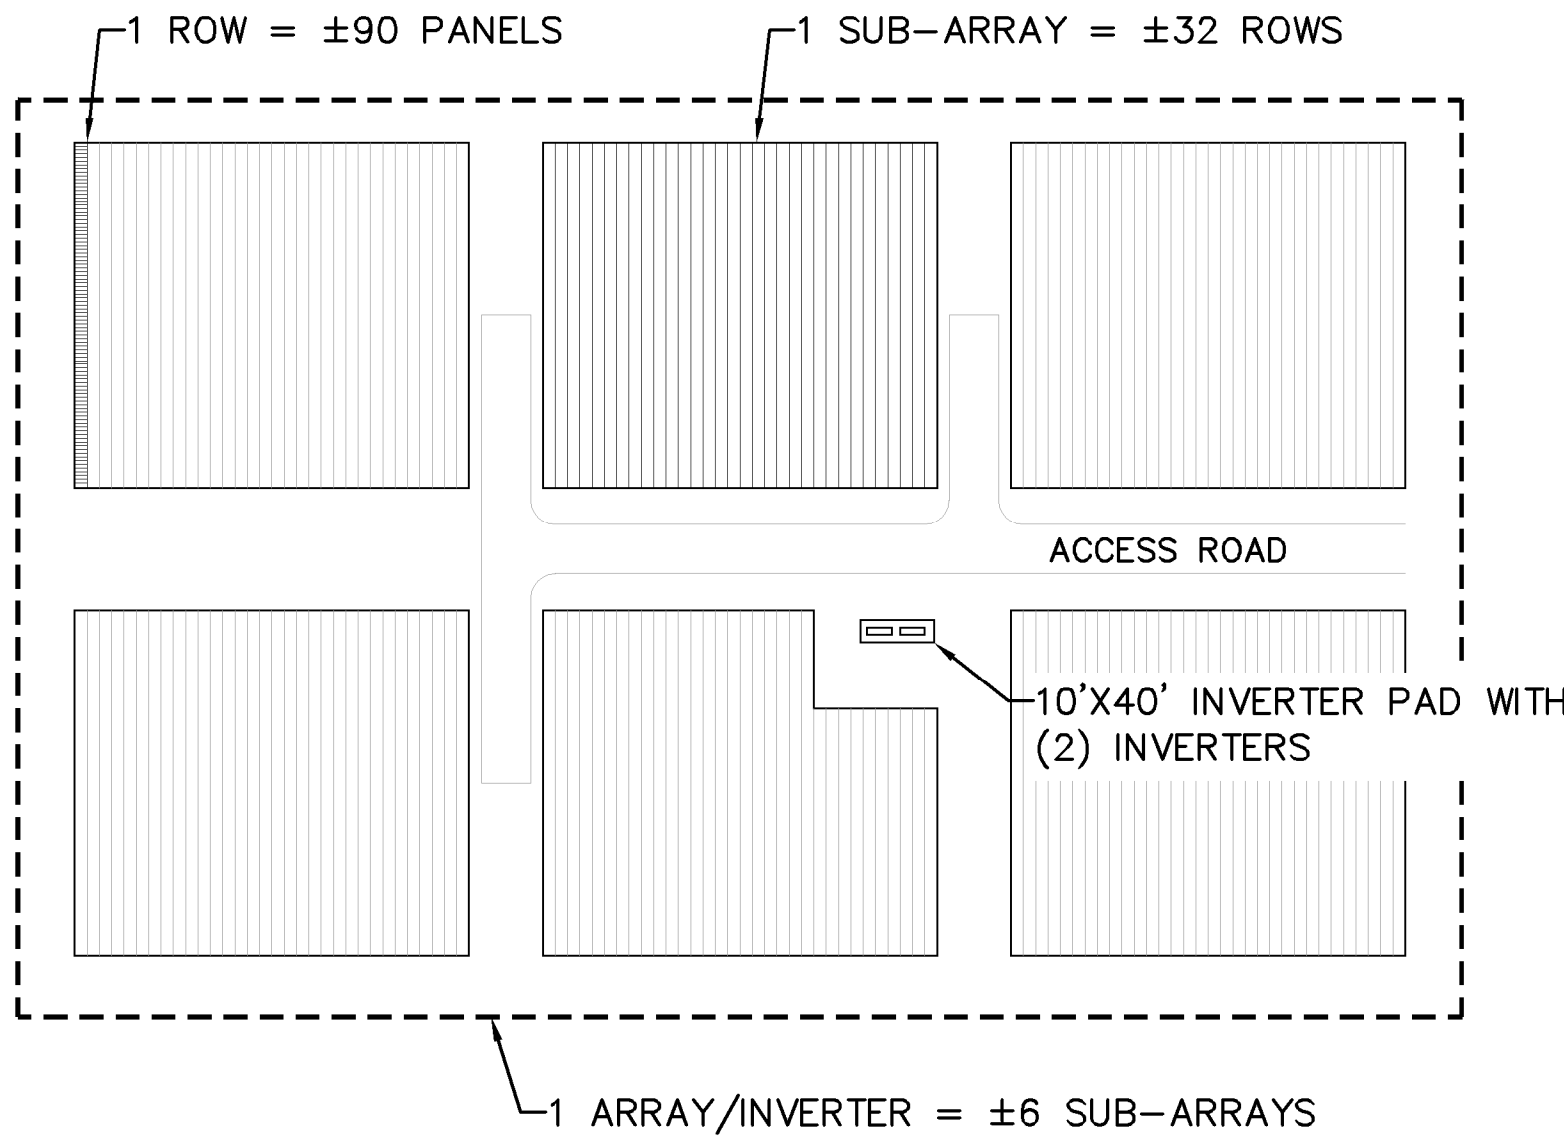 1 ROW = ±90 PANELS
1 SUB-ARRAY = ±32 ROWS
ACCESS ROAD
10'X40' INVERTER PAD WITH
(2) INVERTERS
1 ARRAY/INVERTER = ±6 SUB-ARRAYS